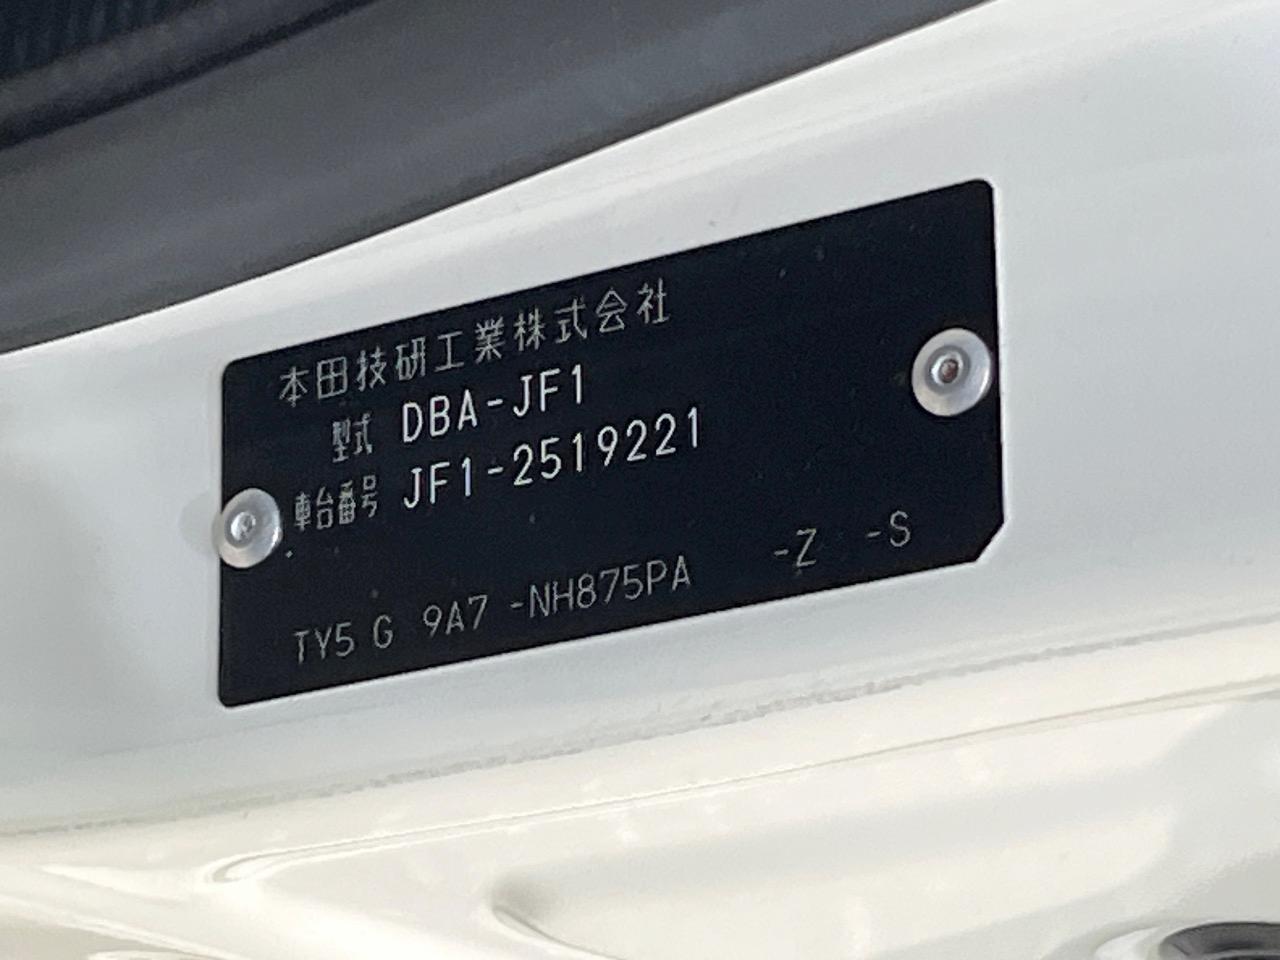 本田技研工業株式会社
型式 DBA-JF1
車台番号 JF1-2519221
TY5 G 9A7 -NH875PA -Z -S